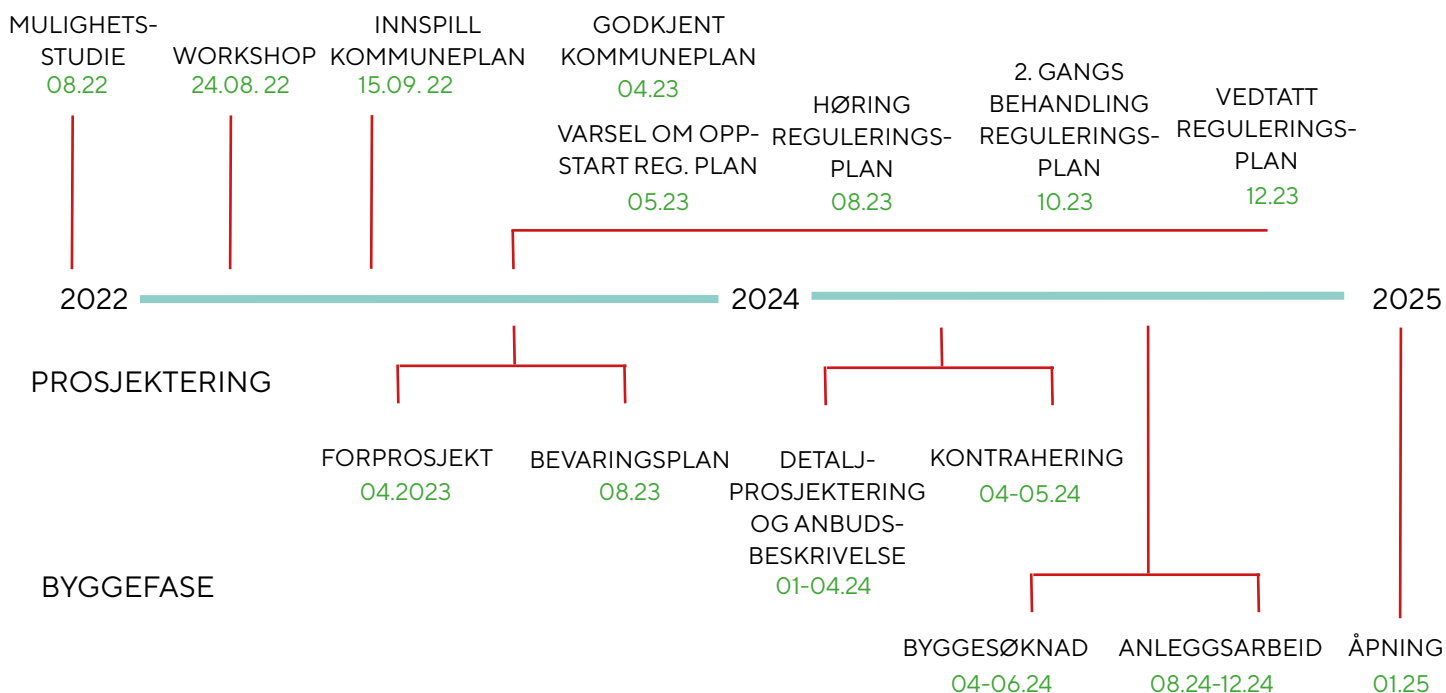 MULIGHETS-
STUDIE
08.22
WORKSHOP
24.08. 22
INNSPILL
KOMMUNEPLAN
15.09. 22
GODKJENT
KOMMUNEPLAN
04.23
VARSEL OM OPP-
START REG. PLAN
05.23
HØRING
REGULERINGS-
PLAN
08.23
2. GANGS
BEHANDLING
REGULERINGS-
PLAN
10.23
VEDTATT
REGULERINGS-
PLAN
12.23
2022
2024
2025
PROSJEKTERING
FORPROSJEKT
04.2023
BEVARINGSPLAN
08.23
DETALJ-
PROSJEKTERING
OG ANBUDS-
BESKRIVELSE
01-04.24
KONTRAHERING
04-05.24
BYGGEFASE
BYGGESØKNAD
04-06.24
ANLEGGSARBEID
08.24-12.24
ÅPNING
01.25